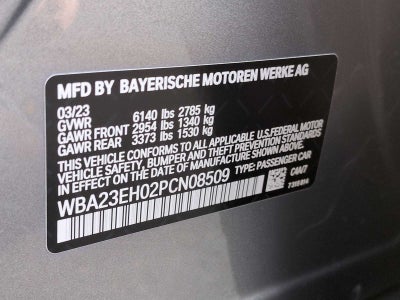 MFD BY BAYERISCHE MOTOREN WERKE AG
03/23
GVWR 6140 lbs 2785 kg
GAWR FRONT 2954 lbs 1340 kg
GAWR REAR 3373 lbs 1530 kg
THIS VEHICLE CONFORMS TO ALL APPLICABLE U.S. FEDERAL MOTOR
VEHICLE SAFETY, BUMPER, AND THEFT PREVENTION STANDARDS
IN EFFECT ON THE DATE OF MANUFACTURE SHOWN ABOVE.
WBA23EH02PCN08509 TYPE: PASSENGER CAR
C4A/7